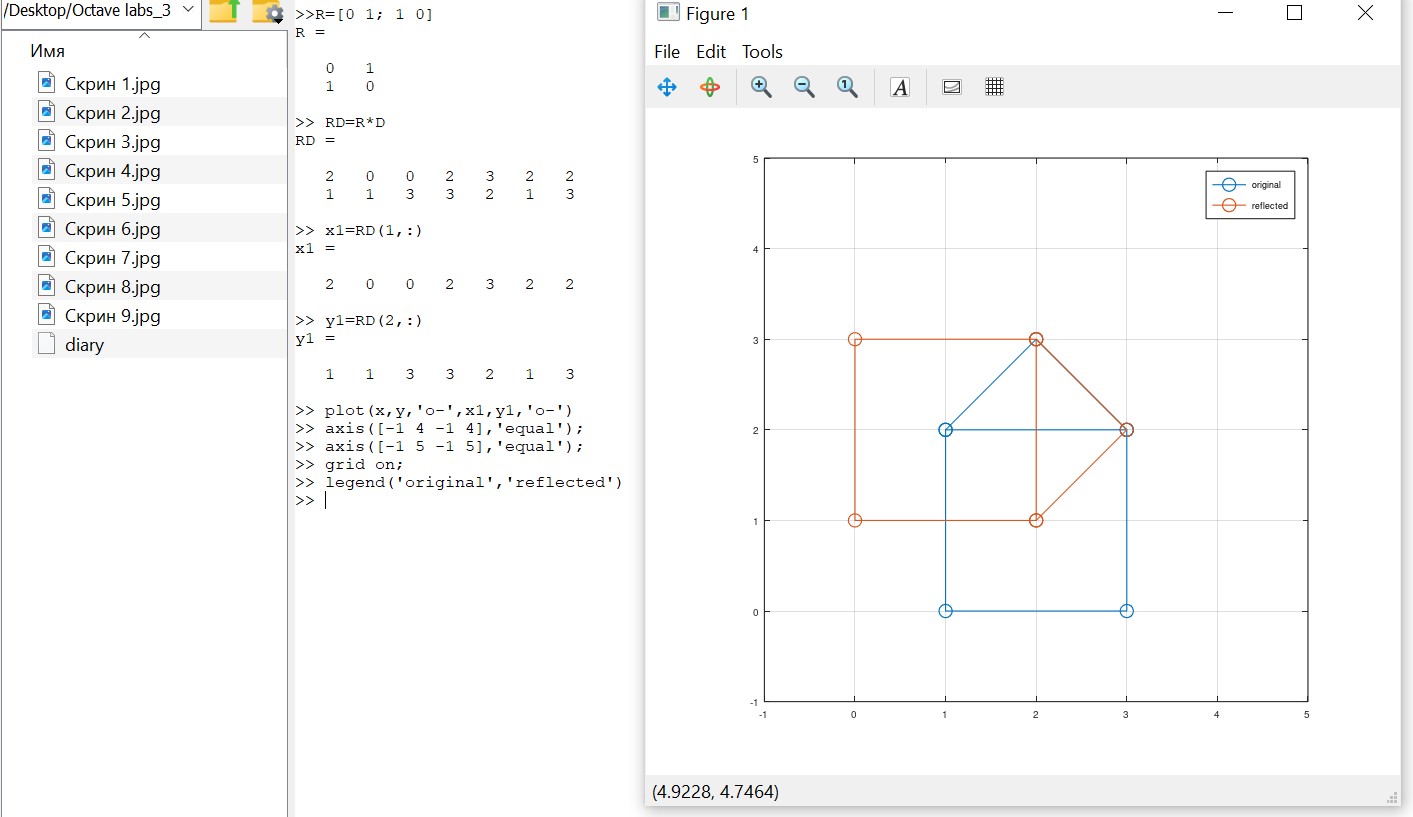 /Desktop/Octave labs_3
Имя
Скрин 1.jpg
Скрин 2.jpg
Скрин 3.jpg
Скрин 4.jpg
Скрин 5.jpg
Скрин 6.jpg
Скрин 7.jpg
Скрин 8.jpg
Скрин 9.jpg
diary
>>R=[0 1; 1 0]
R =
0 1
1 0
>> RD=R*D
RD =
2 0 0 2 3 2 2
1 1 3 3 2 1 3
>> x1=RD(1,:)
x1 =
2 0 0 2 3 2 2
>> y1=RD(2,:)
y1 =
1 1 3 3 2 1 3
>> plot(x,y,'o-',x1,y1,'o-')
>> axis([-1 4 -1 4],'equal');
>> axis([-1 5 -1 5],'equal');
>> grid on;
>> legend('original','reflected')
>>
Figure 1
File Edit Tools
1 A
5
4
3
2
1
0
-1
-1 0 1 2 3 4 5
original
reflected
(4.9228, 4.7464)